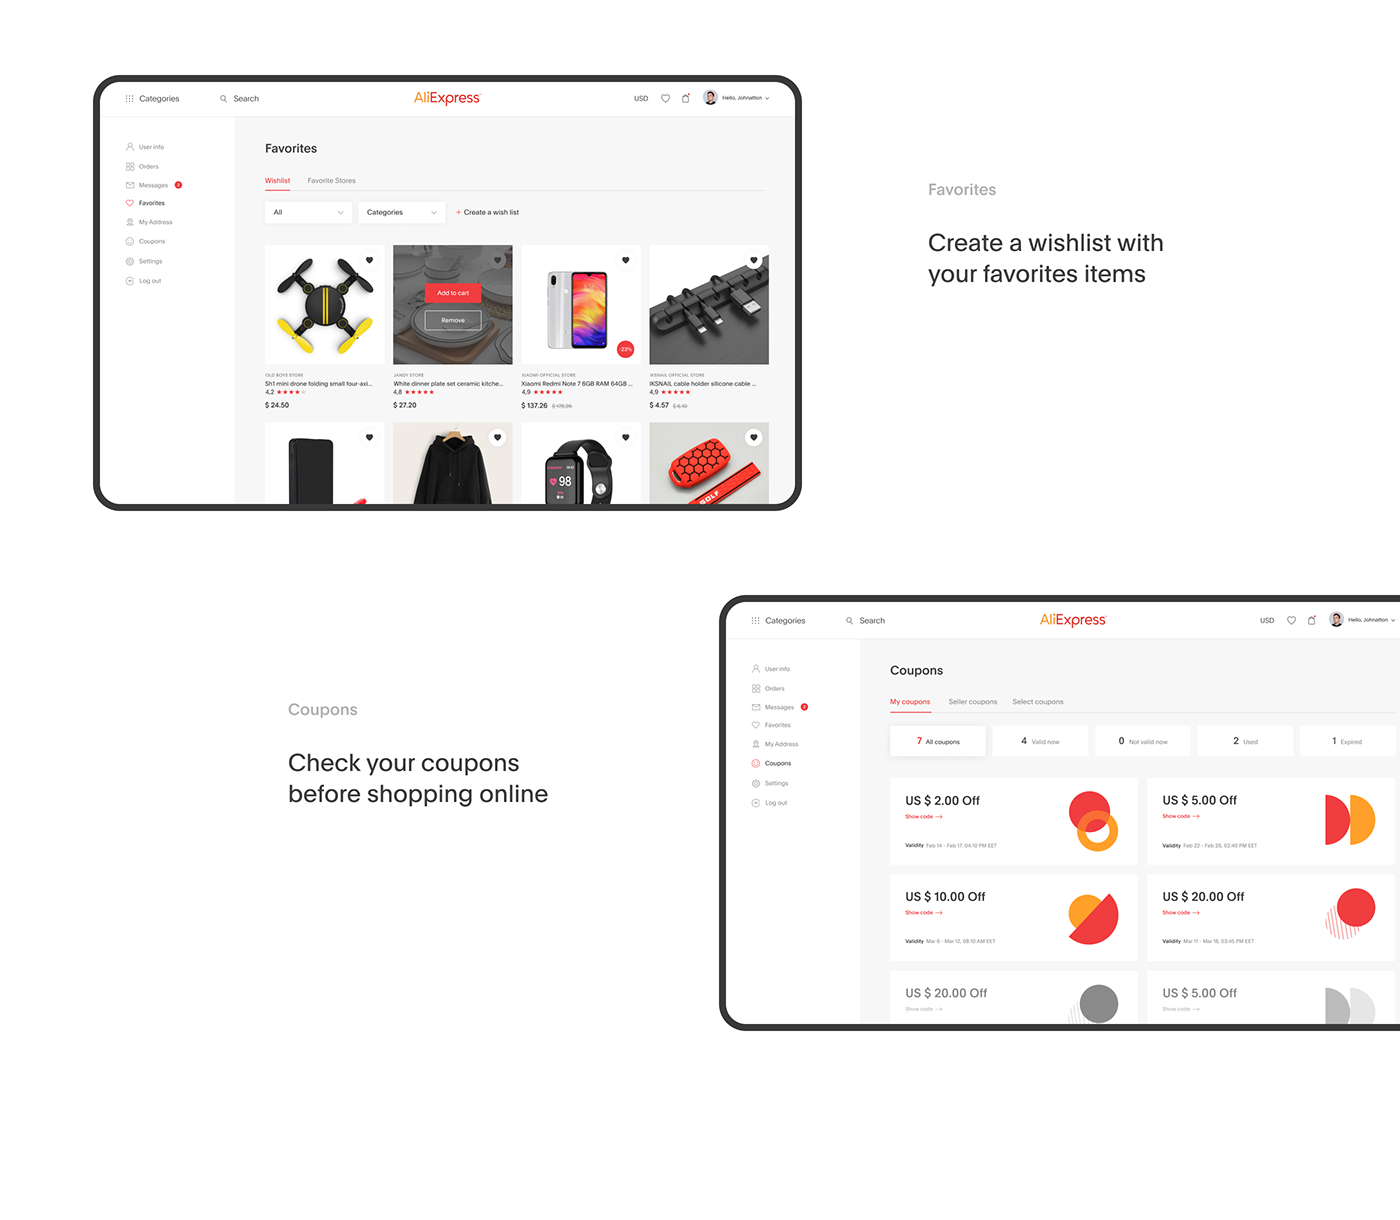 Categories
Search
AliExpress
USD
Hello, Johnatton
User info
Orders
Messages 2
Favorites
My Address
Coupons
Settings
Log out
Favorites
Wishlist
Favorite Stores
All
Categories
+ Create a wish list
Add to cart
Remove
-23%
OLD BOYS STORE
Sh1 mini drone folding small four-axi...
4,2
$ 24.50
JANDY STORE
White dinner plate set ceramic kitche...
4,8
$ 27.20
XIAOMI OFFICIAL STORE
Xiaomi Redmi Note 7 6GB RAM 64GB ...
4,9
$ 137.26 $ 178.29
IKSNAIL OFFICIAL STORE
IKSNAIL cable holder silicone cable ...
4,9
$ 4.57 $ 6.10
98
GOLF
Favorites
Create a wishlist with
your favorites items
Coupons
Check your coupons
before shopping online
Categories
Search
AliExpress
USD
Hello, Johnatton
User info
Orders
Messages 2
Favorites
My Address
Coupons
Settings
Log out
Coupons
My coupons
Seller coupons
Select coupons
7 All coupons
4 Valid now
0 Not valid now
2 Used
1 Expired
US $ 2.00 Off
Show code
Validity Feb 14 - Feb 17, 04:10 PM EET
US $ 5.00 Off
Show code
Validity Feb 22 - Feb 25, 02:40 PM EET
US $ 10.00 Off
Show code
Validity Mar 6 - Mar 12, 06:10 AM EET
US $ 20.00 Off
Show code
Validity Mar 11 - Mar 18, 03:45 PM EET
US $ 20.00 Off
Show code
US $ 5.00 Off
Show code